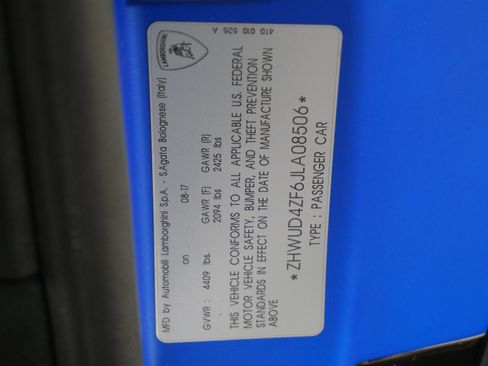 LAMBORGHINI
4T0 010 525 A
MFD. by Automobili Lamborghini S.p.A. - S.Agata Bolognese (Italy)
on 08-17
GVWR : 4409 lbs. GAWR (F) 2094 lbs GAWR (R) 2425 lbs
THIS VEHICLE CONFORMS TO ALL APPLICABLE U.S. FEDERAL
MOTOR VEHICLE SAFETY, BUMPER, AND THEFT PREVENTION
STANDARDS IN EFFECT ON THE DATE OF MANUFACTURE SHOWN
ABOVE
*ZHWUD4ZF6JLA08506*
TYPE : PASSENGER CAR